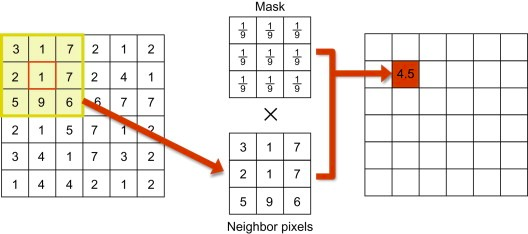 Mask
3 1 7 2 1 2
2 1 7 2 4 1
5 9 6 6 7 7
2 1 5 7 1 2
3 4 1 7 3 2
1 4 4 2 1 2
1/9 1/9 1/9
1/9 1/9 1/9
1/9 1/9 1/9
×
3 1 7
2 1 7
5 9 6
Neighbor pixels
4,5